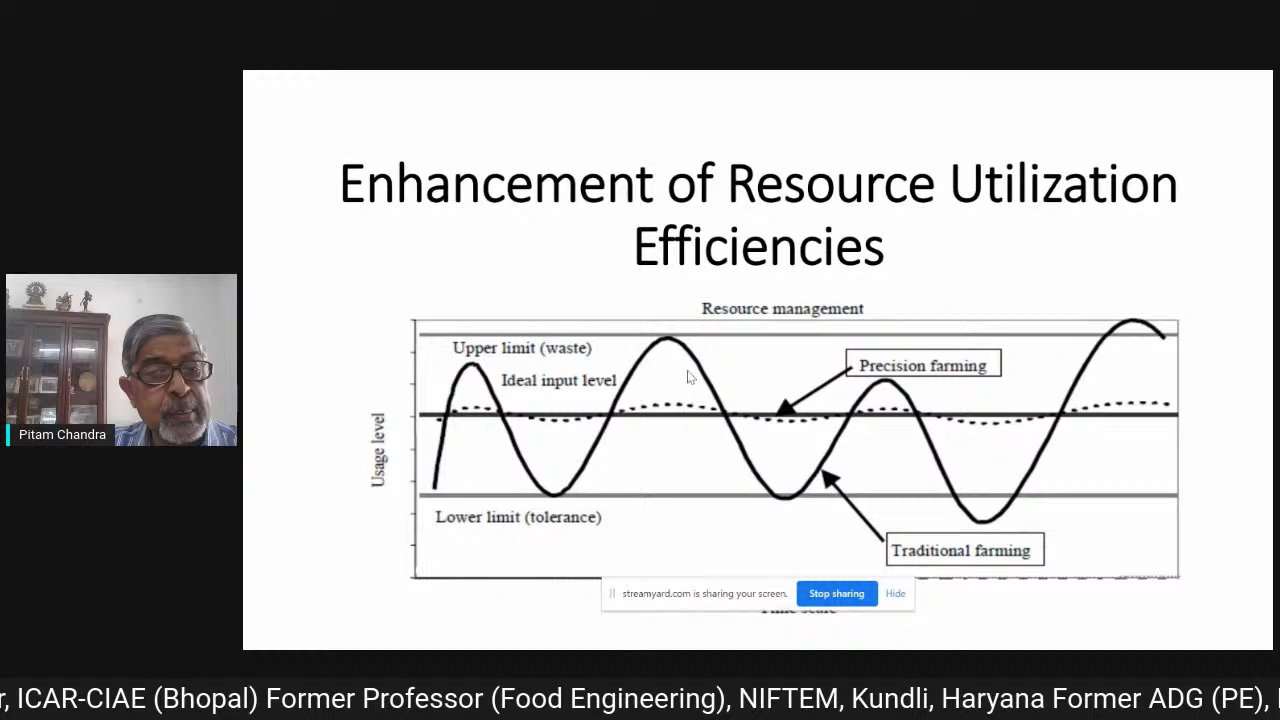 Enhancement of Resource Utilization
Efficiencies
Resource management
Upper limit (waste)
Ideal input level
Precision farming
Usage level
Lower limit (tolerance)
Traditional farming
streamyard.com is sharing your screen.
Stop sharing
Hide
Pitam Chandra
, ICAR-CIAE (Bhopal) Former Professor (Food Engineering), NIFTEM, Kundli, Haryana Former ADG (PE),